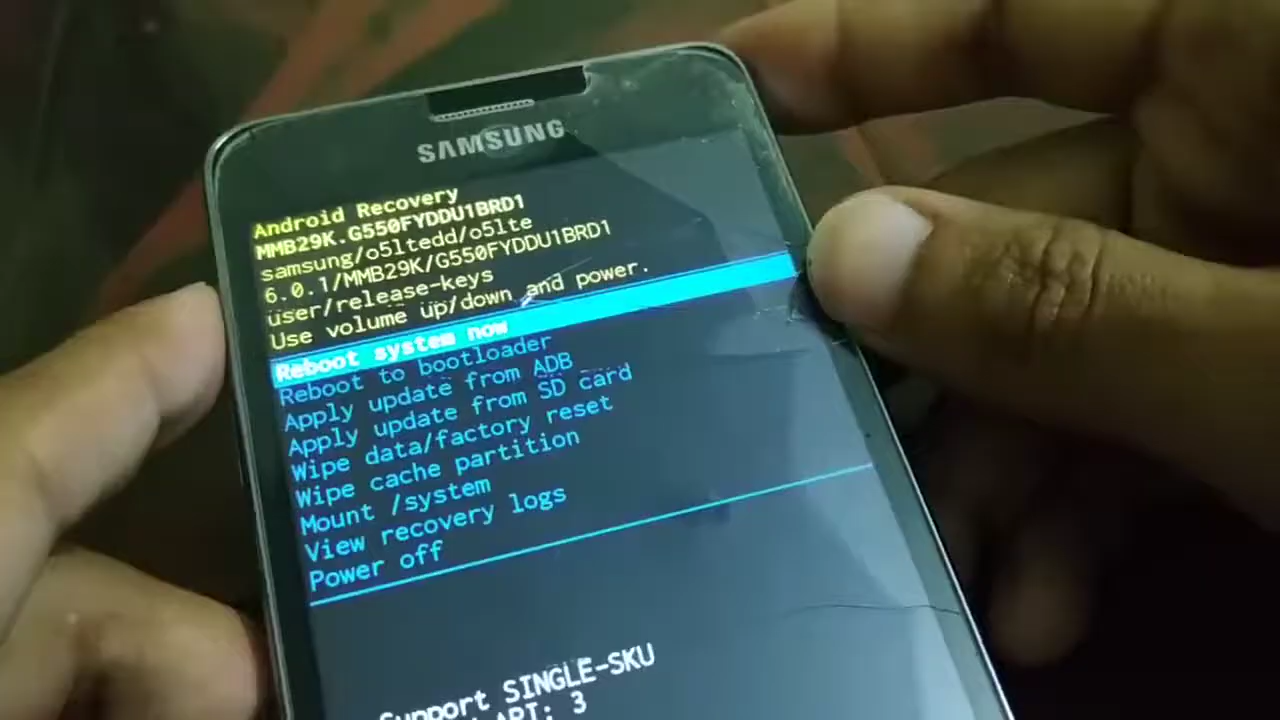 SAMSUNG
Android Recovery
MMB29K.G550FYDDU1BRD1
samsung/o5ltedd/o5lte
6.0.1/MMB29K/G550FYDDU1BRD1
user/release-keys
Use volume up/down and power.
Reboot system now
Reboot to bootloader
Apply update from ADB
Apply update from SD card
Wipe data/factory reset
Wipe cache partition
Mount /system
View recovery logs
Power off
Support SINGLE-SKU
API: 3